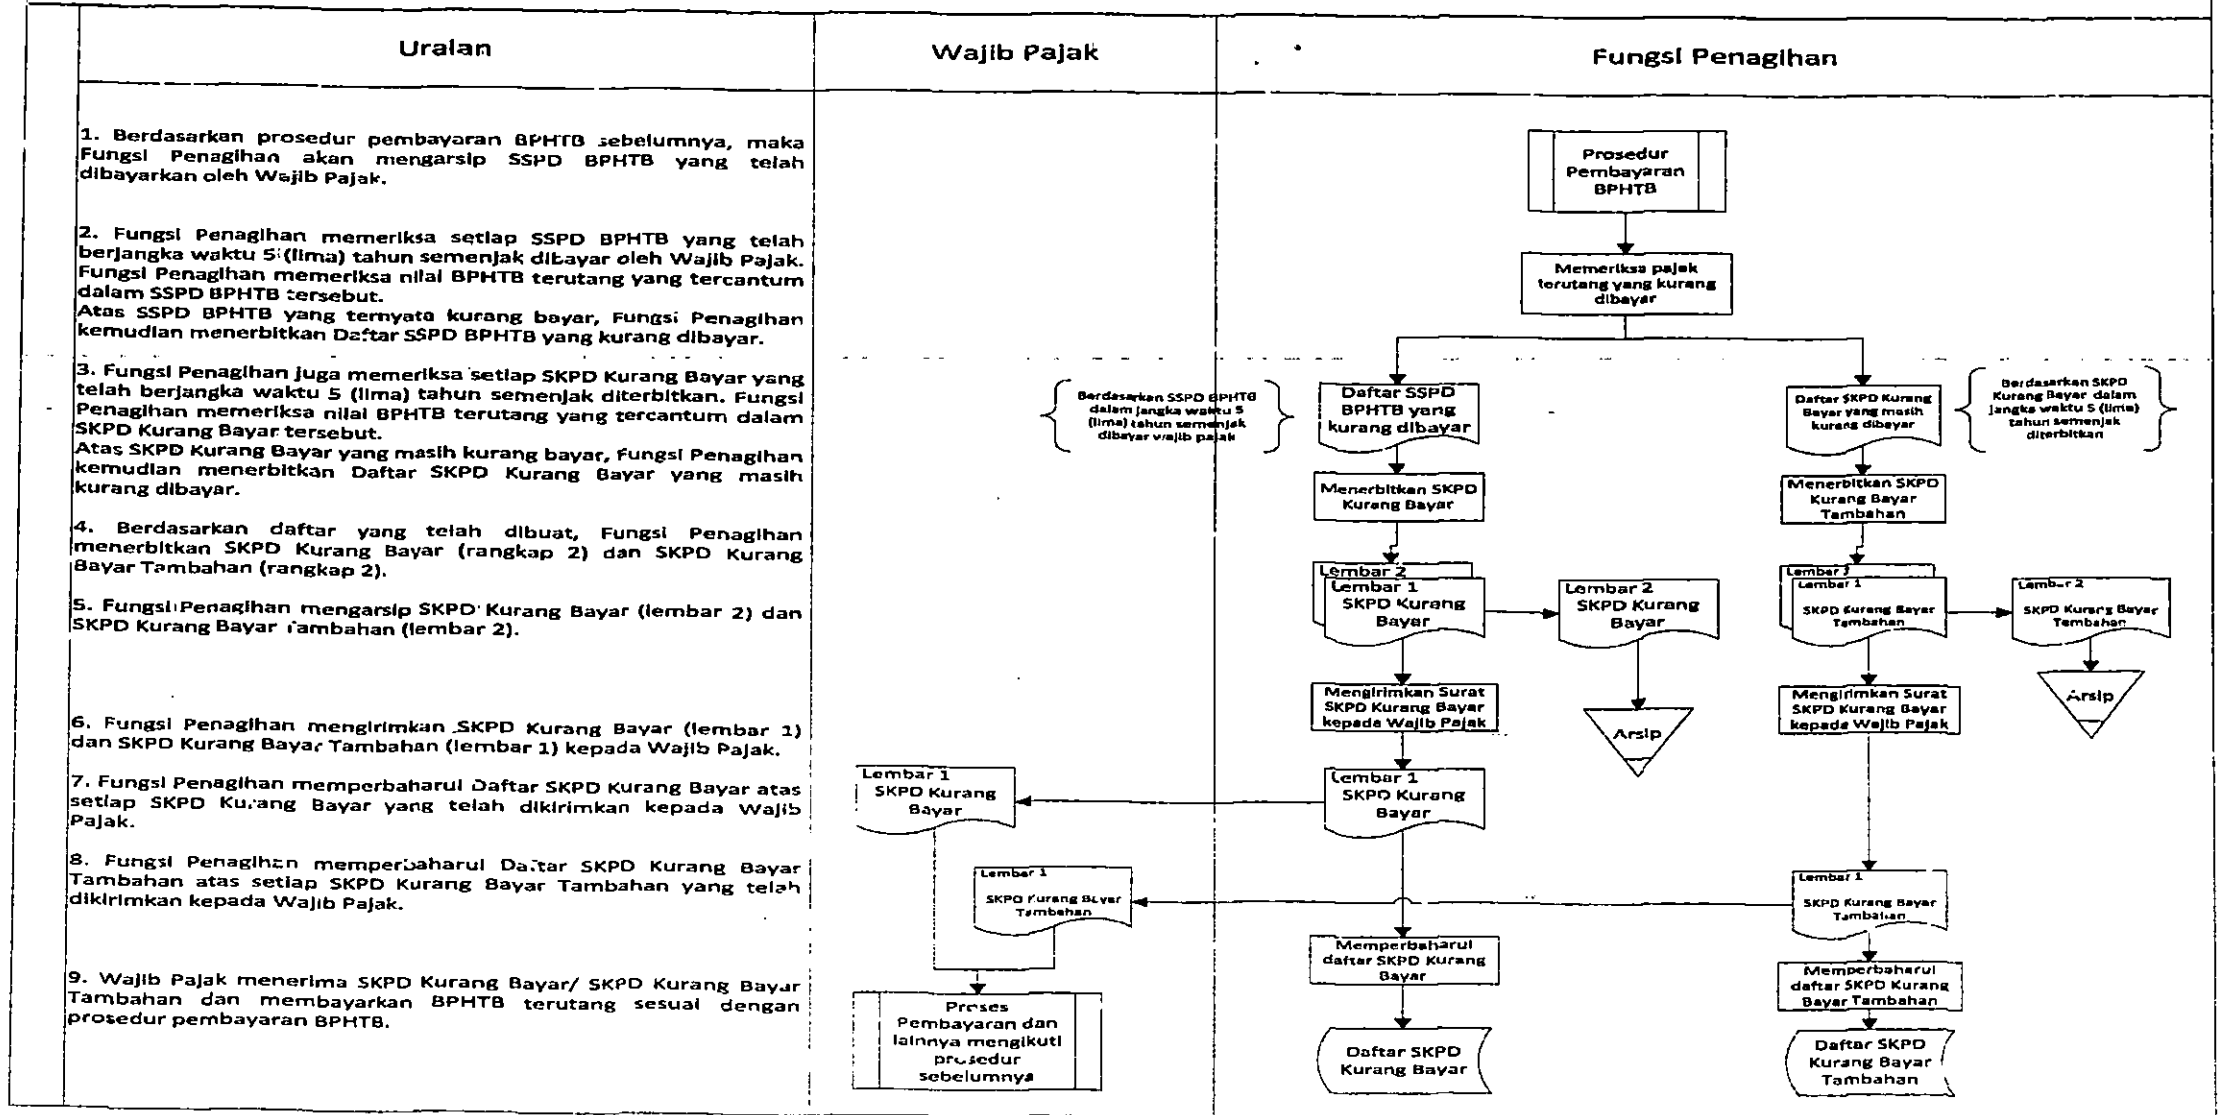 Uraian
Wajib Pajak
Fungsi Penagihan
1. Berdasarkan prosedur pembayaran BPHTB sebelumnya, maka
Fungsi Penagihan akan mengarsip SSPD BPHTB yang telah
dibayarkan oleh Wajib Pajak.
2. Fungsi Penagihan memeriksa setiap SSPD BPHTB yang telah
berjangka waktu 5 (lima) tahun semenjak dibayar oleh Wajib Pajak.
Fungsi Penagihan memeriksa nilai BPHTB terutang yang tercantum
dalam SSPD BPHTB tersebut.
Atas SSPD BPHTB yang ternyata kurang bayar, Fungsi Penagihan
kemudian menerbitkan Daftar SSPD BPHTB yang kurang dibayar.
3. Fungsi Penagihan juga memeriksa setiap SKPD Kurang Bayar yang
telah berjangka waktu 5 (lima) tahun semenjak diterbitkan. Fungsi
Penagihan memeriksa nilai BPHTB terutang yang tercantum dalam
SKPD Kurang Bayar tersebut.
Atas SKPD Kurang Bayar yang masih kurang bayar, Fungsi Penagihan
kemudian menerbitkan Daftar SKPD Kurang Bayar yang masih
kurang dibayar.
4. Berdasarkan daftar yang telah dibuat, Fungsi Penagihan
menerbitkan SKPD Kurang Bayar (rangkap 2) dan SKPD Kurang
Bayar Tambahan (rangkap 2).
5. Fungsi Penagihan mengarsip SKPD Kurang Bayar (lembar 2) dan
SKPD Kurang Bayar Tambahan (lembar 2).
6. Fungsi Penagihan mengirimkan SKPD Kurang Bayar (lembar 1)
dan SKPD Kurang Bayar Tambahan (lembar 1) kepada Wajib Pajak.
7. Fungsi Penagihan memperbaharui Daftar SKPD Kurang Bayar atas
setiap SKPD Kurang Bayar yang telah dikirimkan kepada Wajib
Pajak.
8. Fungsi Penagihan memperbaharui Daftar SKPD Kurang Bayar
Tambahan atas setiap SKPD Kurang Bayar Tambahan yang telah
dikirimkan kepada Wajib Pajak.
9. Wajib Pajak menerima SKPD Kurang Bayar/ SKPD Kurang Bayar
Tambahan dan membayarkan BPHTB terutang sesuai dengan
prosedur pembayaran BPHTB.
Prosedur
Pembayaran
BPHTB
Memeriksa pajak
terutang yang kurang
dibayar
Berdasarkan SSPD BPHTB
dalam jangka waktu 5
(lima) tahun semenjak
dibayar wajib pajak
Daftar SSPD
BPHTB yang
kurang dibayar
Daftar SKPD Kurang
Bayar yang masih
kurang dibayar
Berdasarkan SKPD
Kurang Bayar dalam
jangka waktu 5 (lima)
tahun semenjak
diterbitkan
Menerbitkan SKPD
Kurang Bayar
Menerbitkan SKPD
Kurang Bayar
Tambahan
Lembar 2
Lembar 1
SKPD Kurang
Bayar
Lembar 2
SKPD Kurang
Bayar
Lembar 2
Lembar 1
SKPD Kurang Bayar
Tambahan
Lembar 2
SKPD Kurang Bayar
Tambahan
Mengirimkan Surat
SKPD Kurang Bayar
kepada Wajib Pajak
Arsip
Mengirimkan Surat
SKPD Kurang Bayar
kepada Wajib Pajak
Arsip
Lembar 1
SKPD Kurang
Bayar
Lembar 1
SKPD Kurang
Bayar
Lembar 1
SKPD Kurang Bayar
Tambahan
Lembar 1
SKPD Kurang Bayar
Tambahan
Memperbaharui
daftar SKPD Kurang
Bayar
Memperbaharui
daftar SKPD Kurang
Bayar Tambahan
Proses
Pembayaran dan
lainnya mengikuti
prosedur
sebelumnya
Daftar SKPD
Kurang Bayar
Daftar SKPD
Kurang Bayar
Tambahan